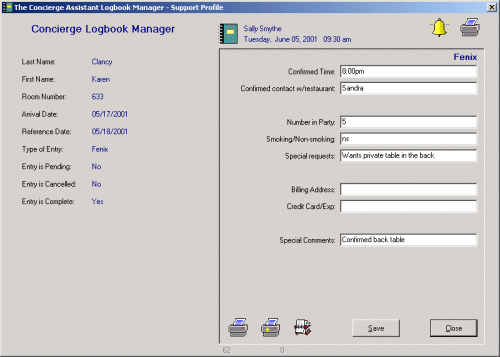 The Concierge Assistant Logbook Manager - Support Profile
Concierge Logbook Manager
Last Name: Clancy
First Name: Karen
Room Number: 633
Arrival Date: 05/17/2001
Reference Date: 05/18/2001
Type of Entry: Fenix
Entry is Pending: No
Entry is Cancelled: No
Entry is Complete: Yes
Sally Smythe
Tuesday, June 05, 2001 09:30 am
Fenix
Confirmed Time: 8:00pm
Confirmed contact w/restaurant: Sandra
Number in Party: 5
Smoking/Non-smoking: ns
Special requests: Wants private table in the back
Billing Address:
Credit Card/Exp:
Special Comments: Confirmed back table
Save
Close
62 0